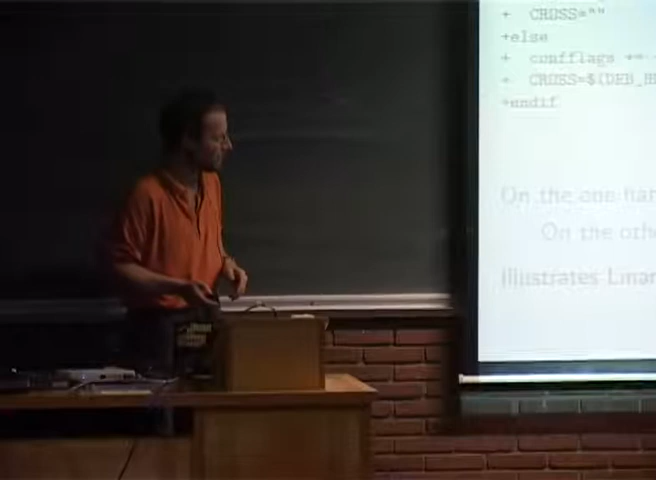 + CROSS=""
+else
+ confflags +=
+ CROSS=$(DEB_H
+endif
On the one han
On the othe
Illustrates Linar